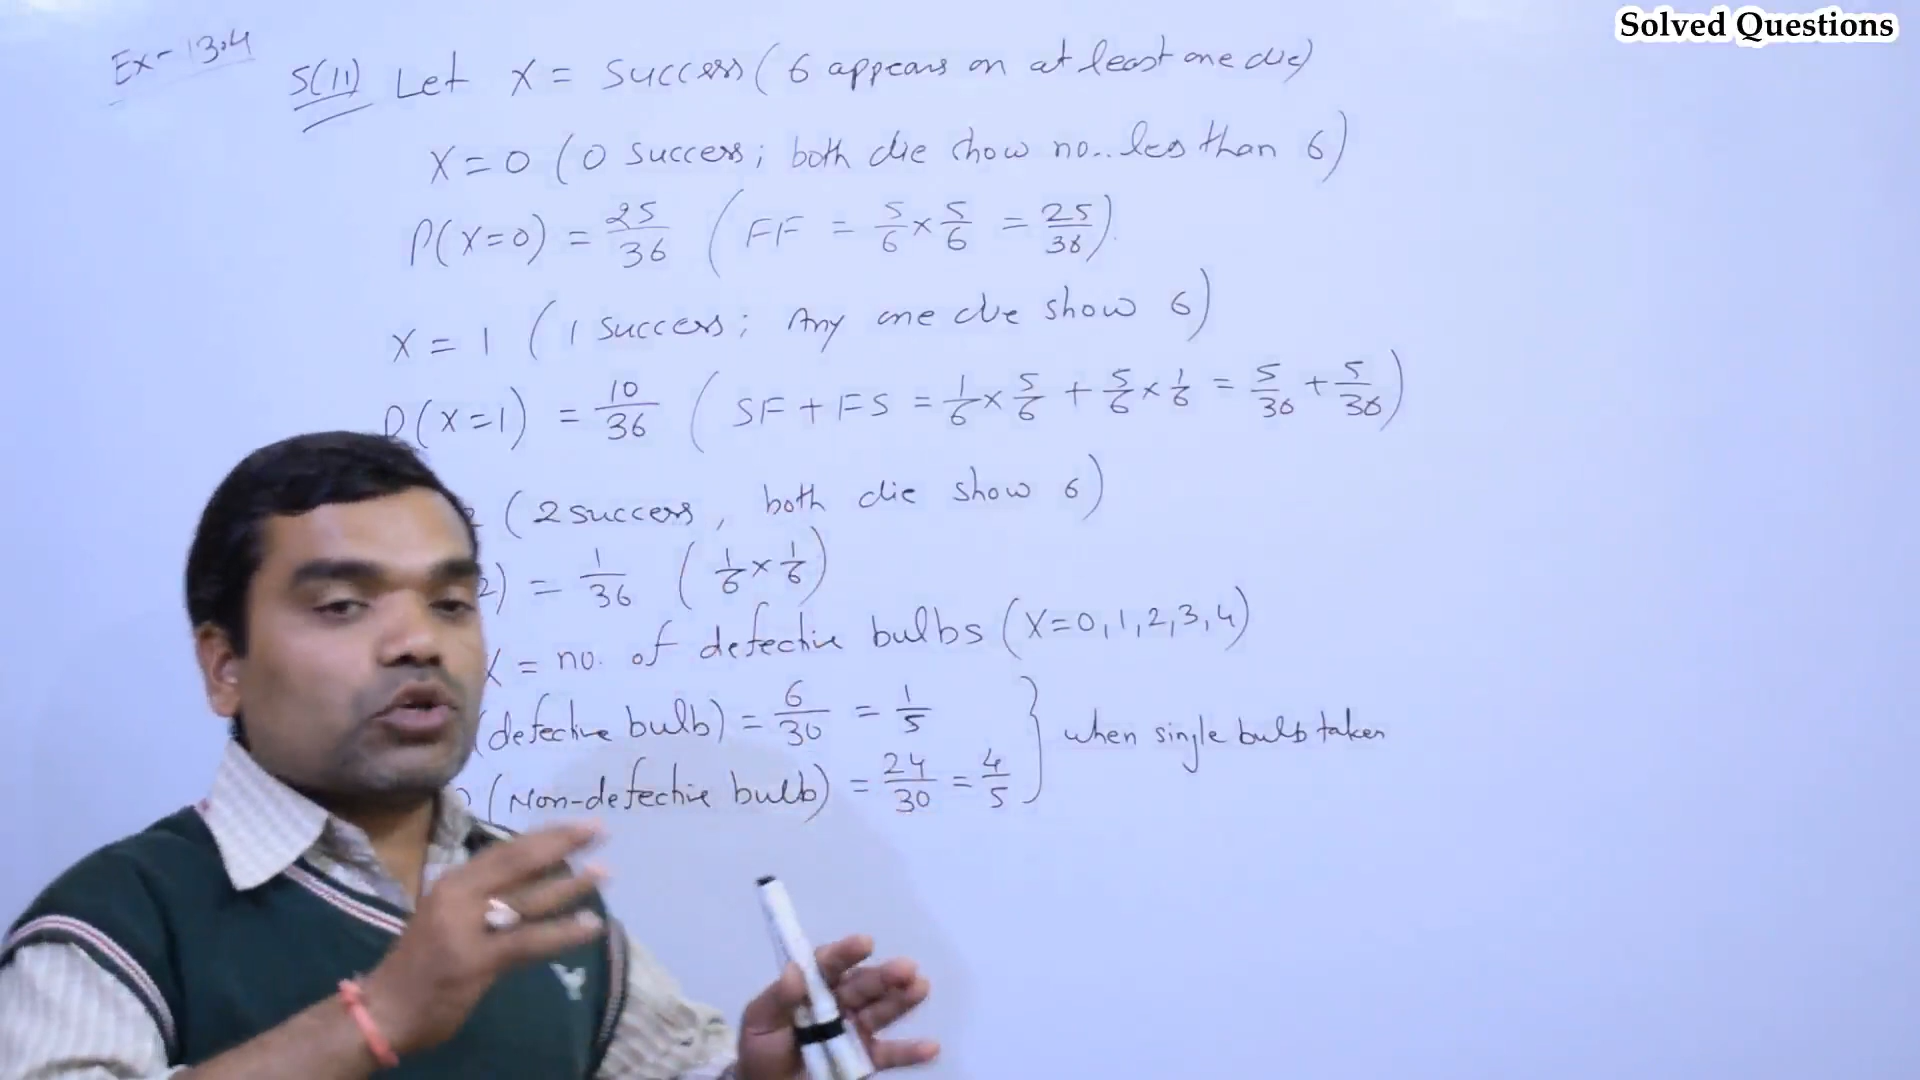 Solved Questions
Ex- 13.4
5(11) Let X = Success (6 appears on at least one die)
X=0 (0 success; both die show no.. less than 6)
P(X=0) = 25/36 (FF = 5/6 × 5/6 = 25/36)
X = 1 (1 success; Any one die show 6)
P(X=1) = 10/36 (SF + FS = 1/6 × 5/6 + 5/6 × 1/6 = 5/36 + 5/36)
2 (2 success, both die show 6)
2) = 1/36 (1/6 × 1/6)
X = no. of defective bulbs (X=0,1,2,3,4)
(defective bulb) = 6/30 = 1/5 } when single bulb taken
(Non-defective bulb) = 24/30 = 4/5